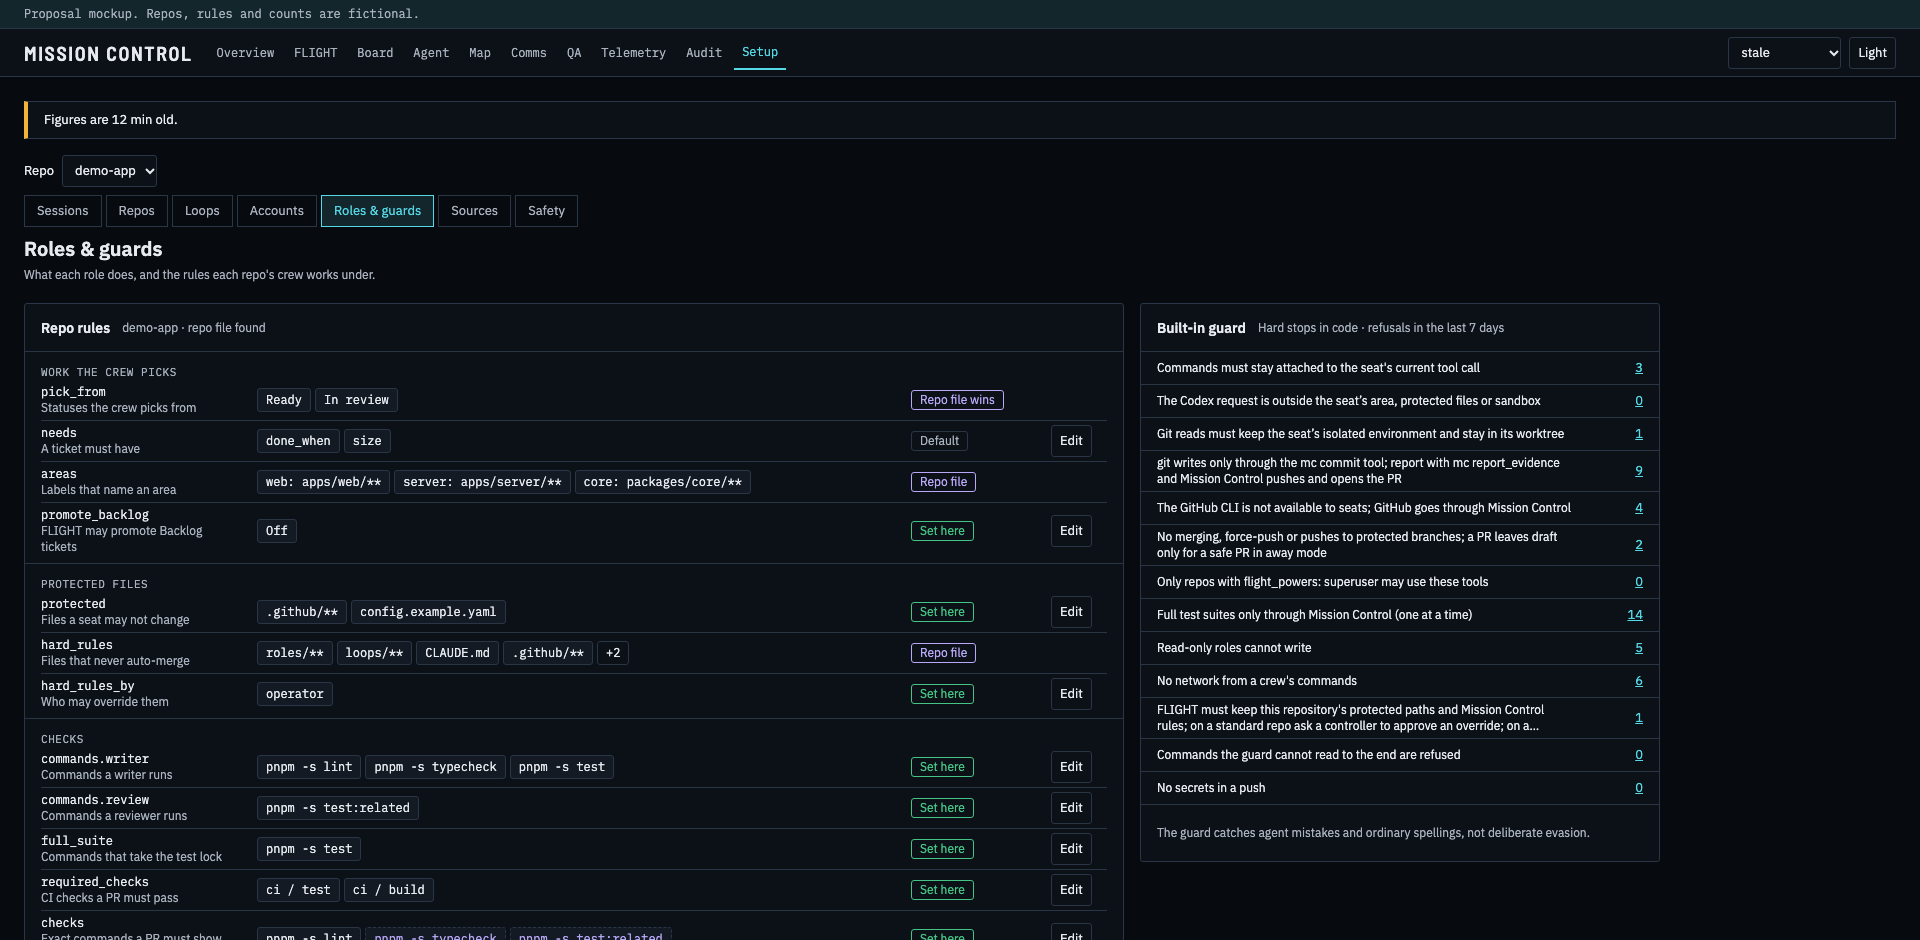 Proposal mockup. Repos, rules and counts are fictional.
MISSION CONTROL Overview FLIGHT Board Agent Map Comms QA Telemetry Audit Setup stale Light
Figures are 12 min old.
Repo demo-app
Sessions Repos Loops Accounts Roles & guards Sources Safety
Roles & guards
What each role does, and the rules each repo's crew works under.
Repo rules demo-app · repo file found
WORK THE CREW PICKS
pick_from
Statuses the crew picks from
Ready In review Repo file wins
needs
A ticket must have
done_when size Default Edit
areas
Labels that name an area
web: apps/web/** server: apps/server/** core: packages/core/** Repo file
promote_backlog
FLIGHT may promote Backlog
tickets
Off Set here Edit
PROTECTED FILES
protected
Files a seat may not change
.github/** config.example.yaml Set here Edit
hard_rules
Files that never auto-merge
roles/** loops/** CLAUDE.md .github/** +2 Repo file
hard_rules_by
Who may override them
operator Set here Edit
CHECKS
commands.writer
Commands a writer runs
pnpm -s lint pnpm -s typecheck pnpm -s test Set here Edit
commands.review
Commands a reviewer runs
pnpm -s test:related Set here Edit
full_suite
Commands that take the test lock
pnpm -s test Set here Edit
required_checks
CI checks a PR must pass
ci / test ci / build Set here Edit
checks
Exact commands a PR must show
pnpm -s lint pnpm -s typecheck pnpm -s test:related Set here Edit
Built-in guard Hard stops in code · refusals in the last 7 days
Commands must stay attached to the seat's current tool call 3
The Codex request is outside the seat’s area, protected files or sandbox 0
Git reads must keep the seat’s isolated environment and stay in its worktree 1
git writes only through the mc commit tool; report with mc report_evidence
and Mission Control pushes and opens the PR 9
The GitHub CLI is not available to seats; GitHub goes through Mission Control 4
No merging, force-push or pushes to protected branches; a PR leaves draft
only for a safe PR in away mode 2
Only repos with flight_powers: superuser may use these tools 0
Full test suites only through Mission Control (one at a time) 14
Read-only roles cannot write 5
No network from a crew's commands 6
FLIGHT must keep this repository's protected paths and Mission Control
rules; on a standard repo ask a controller to approve an override; on a... 1
Commands the guard cannot read to the end are refused 0
No secrets in a push 0
The guard catches agent mistakes and ordinary spellings, not deliberate evasion.